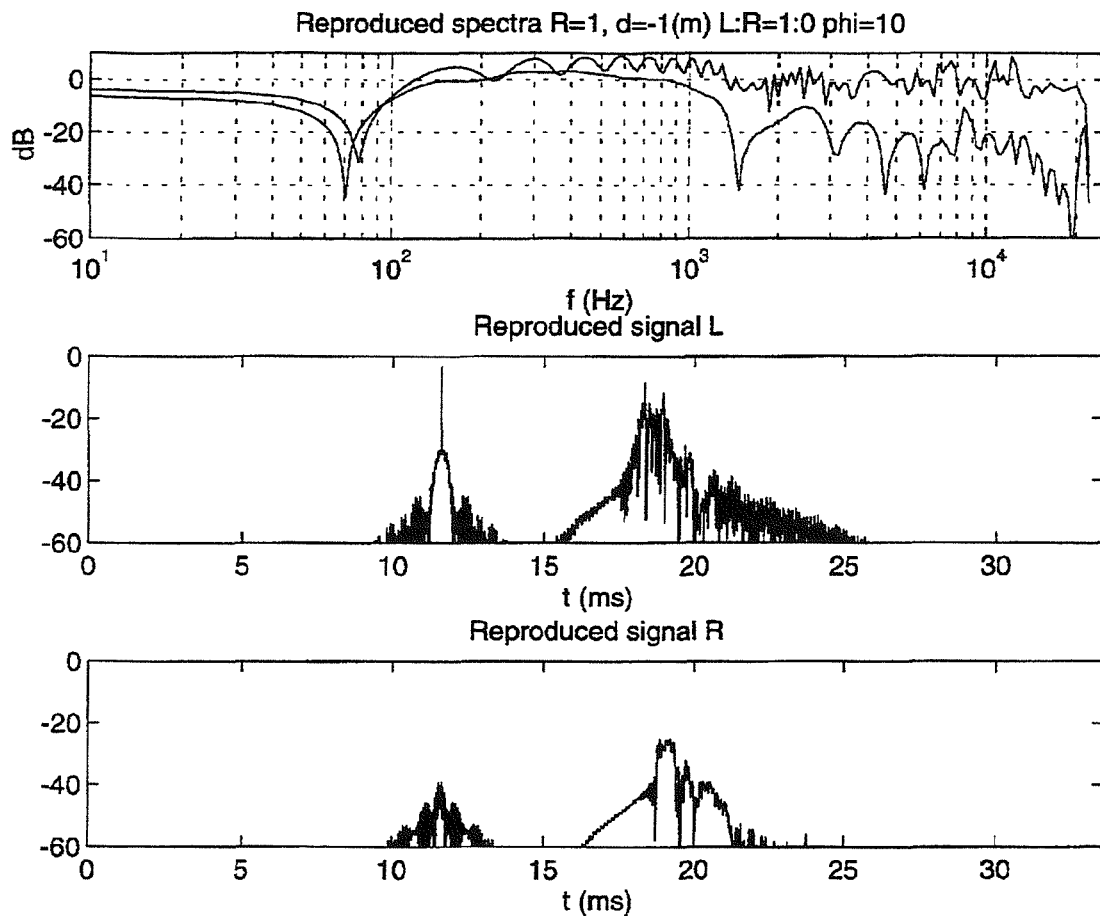 Reproduced spectra R=1, d=-1(m) L:R=1:0 phi=10
0
-20
-40
-60
dB
10¹ 10² 10³ 10⁴
f (Hz)
Reproduced signal L
0
-20
-40
-60
0 5 10 15 20 25 30
t (ms)
Reproduced signal R
0
-20
-40
-60
0 5 10 15 20 25 30
t (ms)